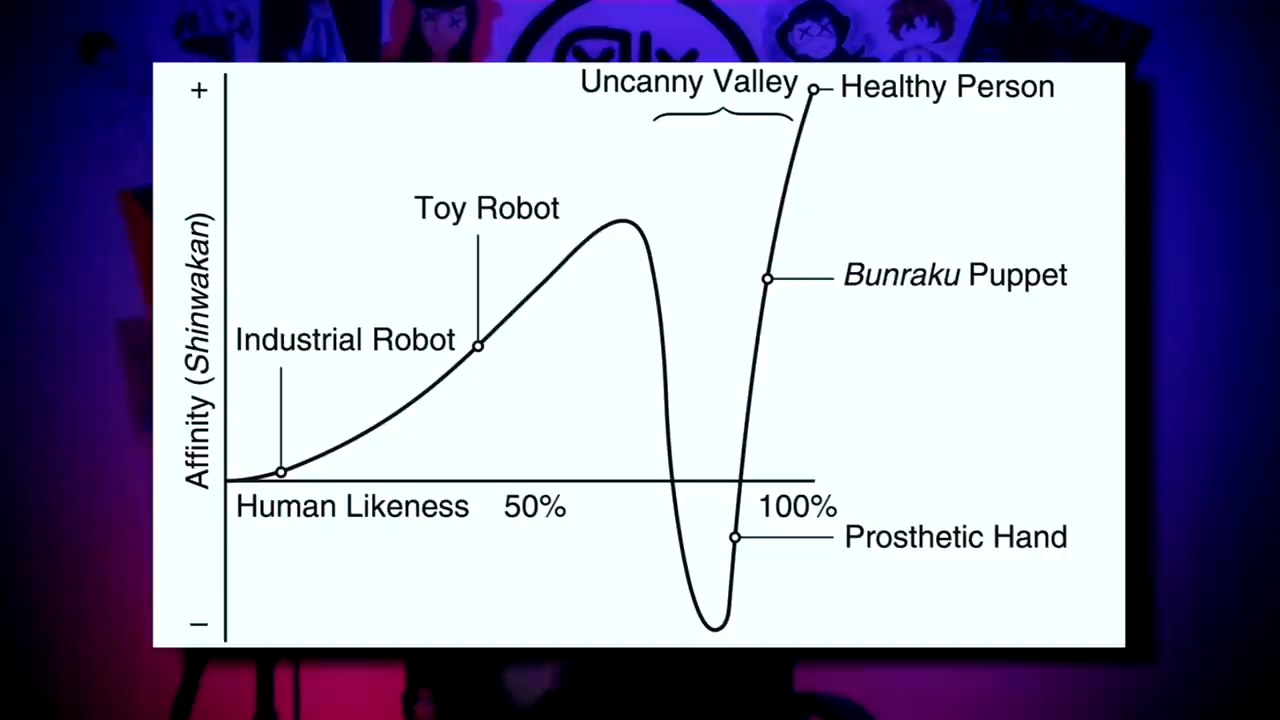 Uncanny Valley
+
Healthy Person
Toy Robot
Bunraku Puppet
Industrial Robot
Affinity (Shinwakan)
Human Likeness 50% 100%
Prosthetic Hand
–